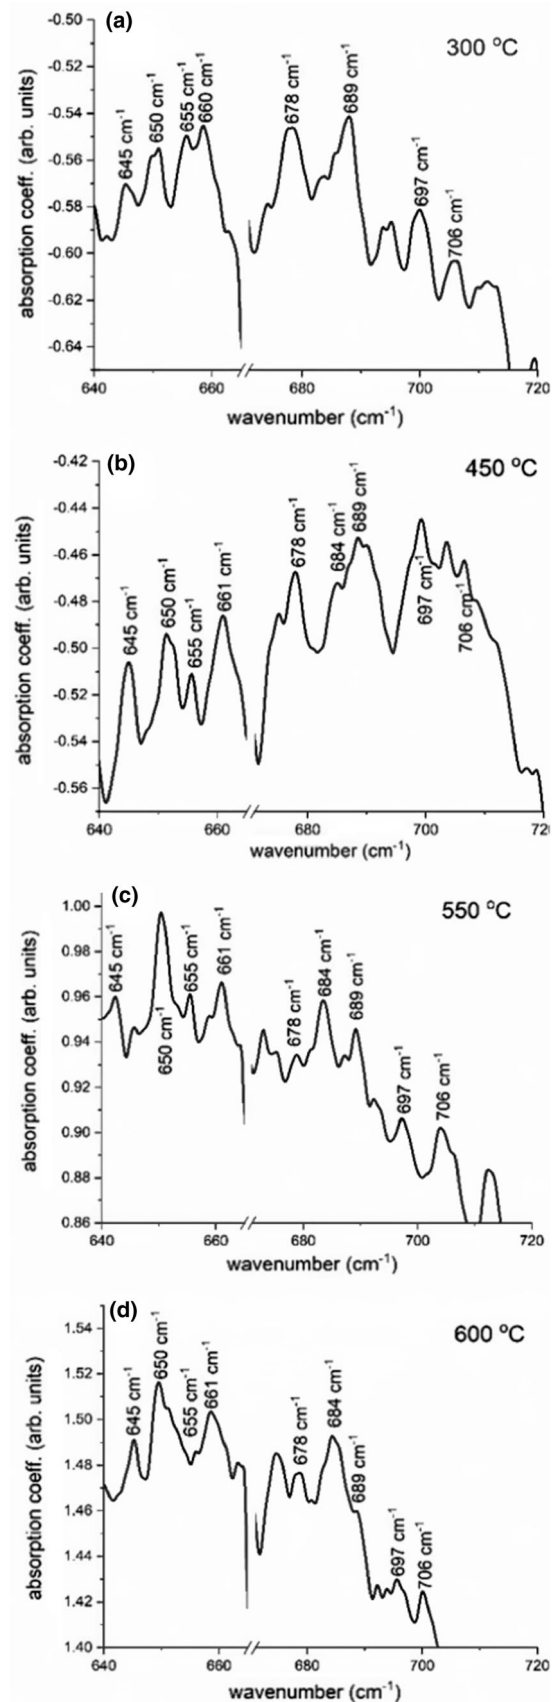 (a)
300 °C
-0.50
-0.52
-0.54
-0.56
-0.58
-0.60
-0.62
-0.64
absorption coeff. (arb. units)
645 cm-1
650 cm-1
655 cm-1
660 cm-1
678 cm-1
689 cm-1
697 cm-1
706 cm-1
640
660
680
700
720
wavenumber (cm-1)
(b)
450 °C
-0.42
-0.44
-0.46
-0.48
-0.50
-0.52
-0.54
-0.56
absorption coeff. (arb. units)
645 cm-1
650 cm-1
655 cm-1
661 cm-1
678 cm-1
684 cm-1
689 cm-1
697 cm-1
706 cm-1
640
660
680
700
720
wavenumber (cm-1)
(c)
550 °C
1.00
0.98
0.96
0.94
0.92
0.90
0.88
0.86
absorption coeff. (arb. units)
645 cm-1
650 cm-1
655 cm-1
661 cm-1
678 cm-1
684 cm-1
689 cm-1
697 cm-1
706 cm-1
640
660
680
700
720
wavenumber (cm-1)
(d)
600 °C
1.54
1.52
1.50
1.48
1.46
1.44
1.42
1.40
absorption coeff. (arb. units)
645 cm-1
650 cm-1
655 cm-1
661 cm-1
678 cm-1
684 cm-1
689 cm-1
697 cm-1
706 cm-1
640
660
680
700
720
wavenumber (cm-1)